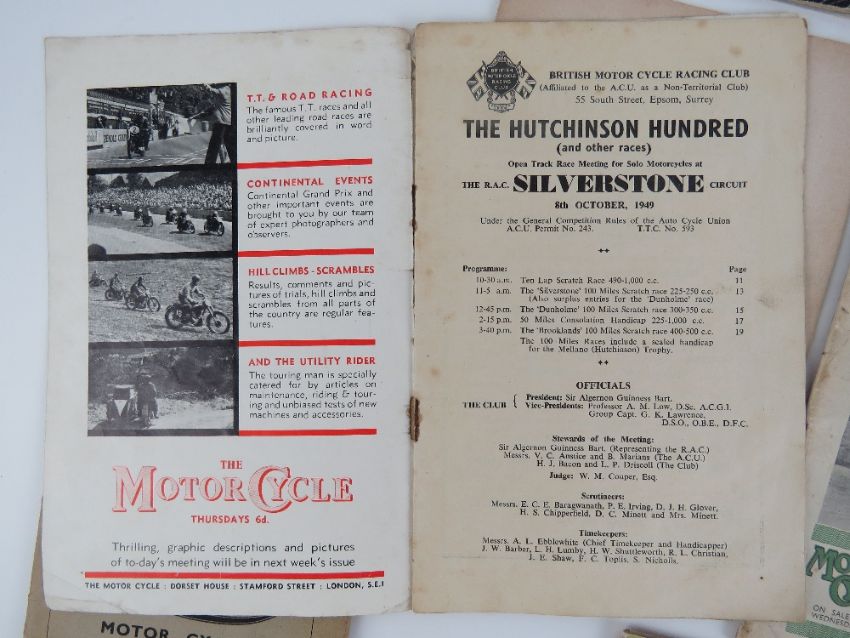 T.T. & ROAD RACING
The famous T.T. races and all
other leading road races are
brilliantly covered in word
and picture.
CONTINENTAL EVENTS
Continental Grand Prix and
other important events are
brought to you by our team
of expert photographers and
observers.
HILL CLIMBS - SCRAMBLES
Results, comments and pic-
tures of trials, hill climbs and
scrambles from all parts of
the country are regular fea-
tures.
AND THE UTILITY RIDER
The touring man is specially
catered for by articles on
maintenance, riding & tour-
ing and unbiased tests of new
machines and accessories.
THE
MOTOR CYCLE
THURSDAYS 6d.
Thrilling, graphic descriptions and pictures
of to-day's meeting will be in next week's issue
THE MOTOR CYCLE : DORSET HOUSE : STAMFORD STREET : LONDON, S.E.1
BRITISH
MOTOR CYCLE
RACING
CLUB
BRITISH MOTOR CYCLE RACING CLUB
(Affiliated to the A.C.U. as a Non-Territorial Club)
55 South Street, Epsom, Surrey
THE HUTCHINSON HUNDRED
(and other races)
Open Track Race Meeting for Solo Motorcycles at
THE R.A.C. SILVERSTONE CIRCUIT
8th OCTOBER, 1949
Under the General Competition Rules of the Auto Cycle Union
A.C.U. Permit No. 243. T.T.C. No. 593
Programme: Page
10-30 a.m. Ten Lap Scratch Race 490-1,000 c.c. 11
11-5 a.m. The 'Silverstone' 100 Miles Scratch race 225-250 c.c. 13
(Also surplus entries for the 'Dunholme' race)
12-45 p.m. The 'Dunholme' 100 Miles Scratch race 300-350 c.c. 15
2-15 p.m. 50 Miles Consolation Handicap 225-1,000 c.c. 17
3-40 p.m. The 'Brooklands' 100 Miles Scratch race 400-500 c.c. 19
The 100 Miles Races include a sealed handicap
for the Mellano (Hutchinson) Trophy.
OFFICIALS
THE CLUB { President: Sir Algernon Guinness Bart.
Vice-Presidents: Professor A. M. Low, D.Sc. A.C.G.I.
Group Capt. G. K. Lawrence,
D.S.O., O.B.E., D.F.C.
Stewards of the Meeting:
Sir Algernon Guinness Bart. (Representing the R.A.C.)
Messrs. V. C. Anstice and B. Marians (The A.C.U.)
H. J. Bacon and L. P. Driscoll (The Club)
Judge: W. M. Couper, Esq.
Scrutineers:
Messrs. E. C. E. Baragwanath, P. E. Irving, D. J. H. Glover,
H. S. Chipperfield, D. C. Minett and Mrs. Minett.
Timekeepers:
Messrs. A. L. Ebblewhite (Chief Timekeeper and Handicapper)
J. W. Barber, L. H. Lumby, H. W. Shuttleworth, R. L. Christian,
J. E. Shaw, F. C. Toplis, S. Nicholls.
MOTOR CY
ON SALE
WEDNESD